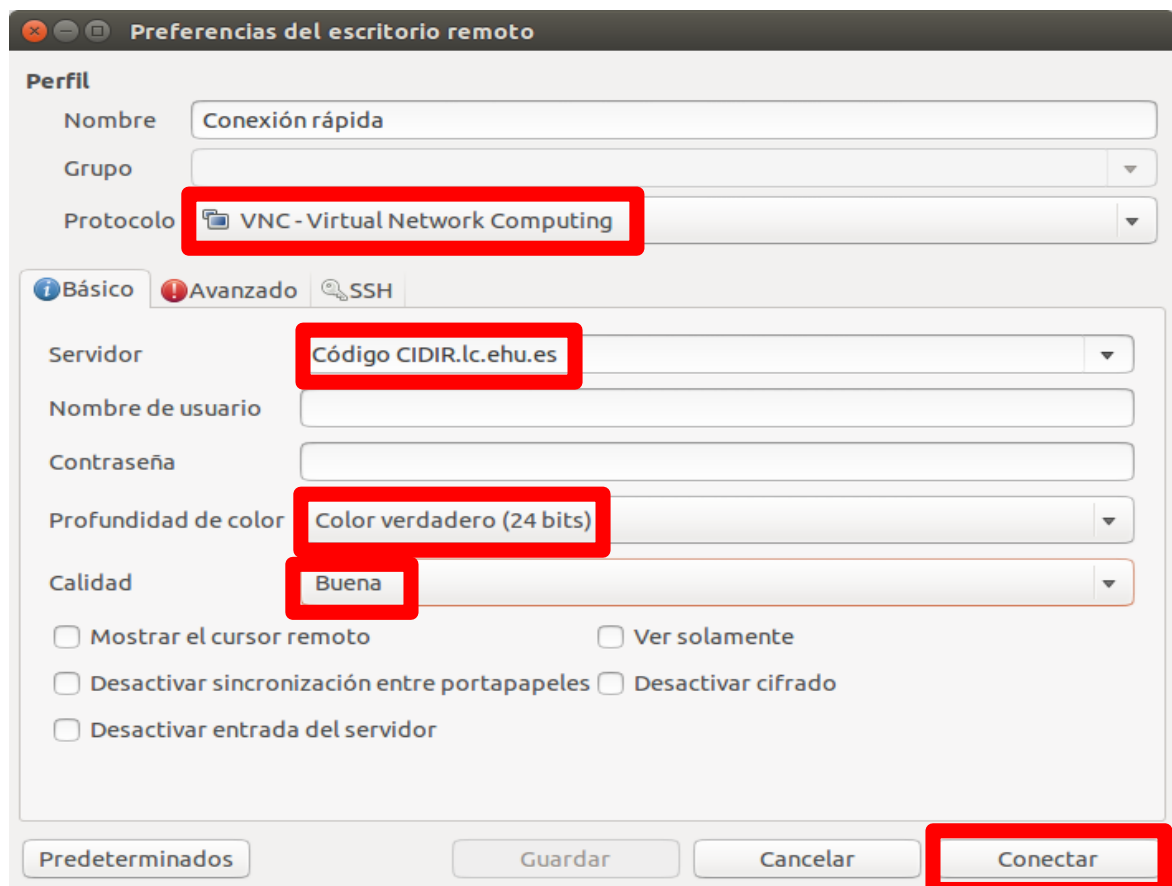 Preferencias del escritorio remoto
Perfil
Nombre Conexión rápida
Grupo
Protocolo VNC - Virtual Network Computing
Básico Avanzado SSH
Servidor Código CIDIR.lc.ehu.es
Nombre de usuario
Contraseña
Profundidad de color Color verdadero (24 bits)
Calidad Buena
Mostrar el cursor remoto Ver solamente
Desactivar sincronización entre portapapeles Desactivar cifrado
Desactivar entrada del servidor
Predeterminados Guardar Cancelar Conectar